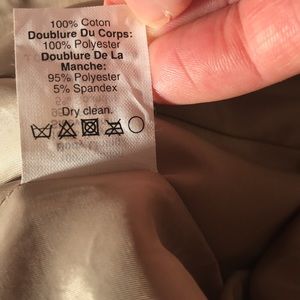 100% Coton
Doublure Du Corps:
100% Polyester
Doublure De La
Manche:
95% Polyester
5% Spandex
Dry clean.